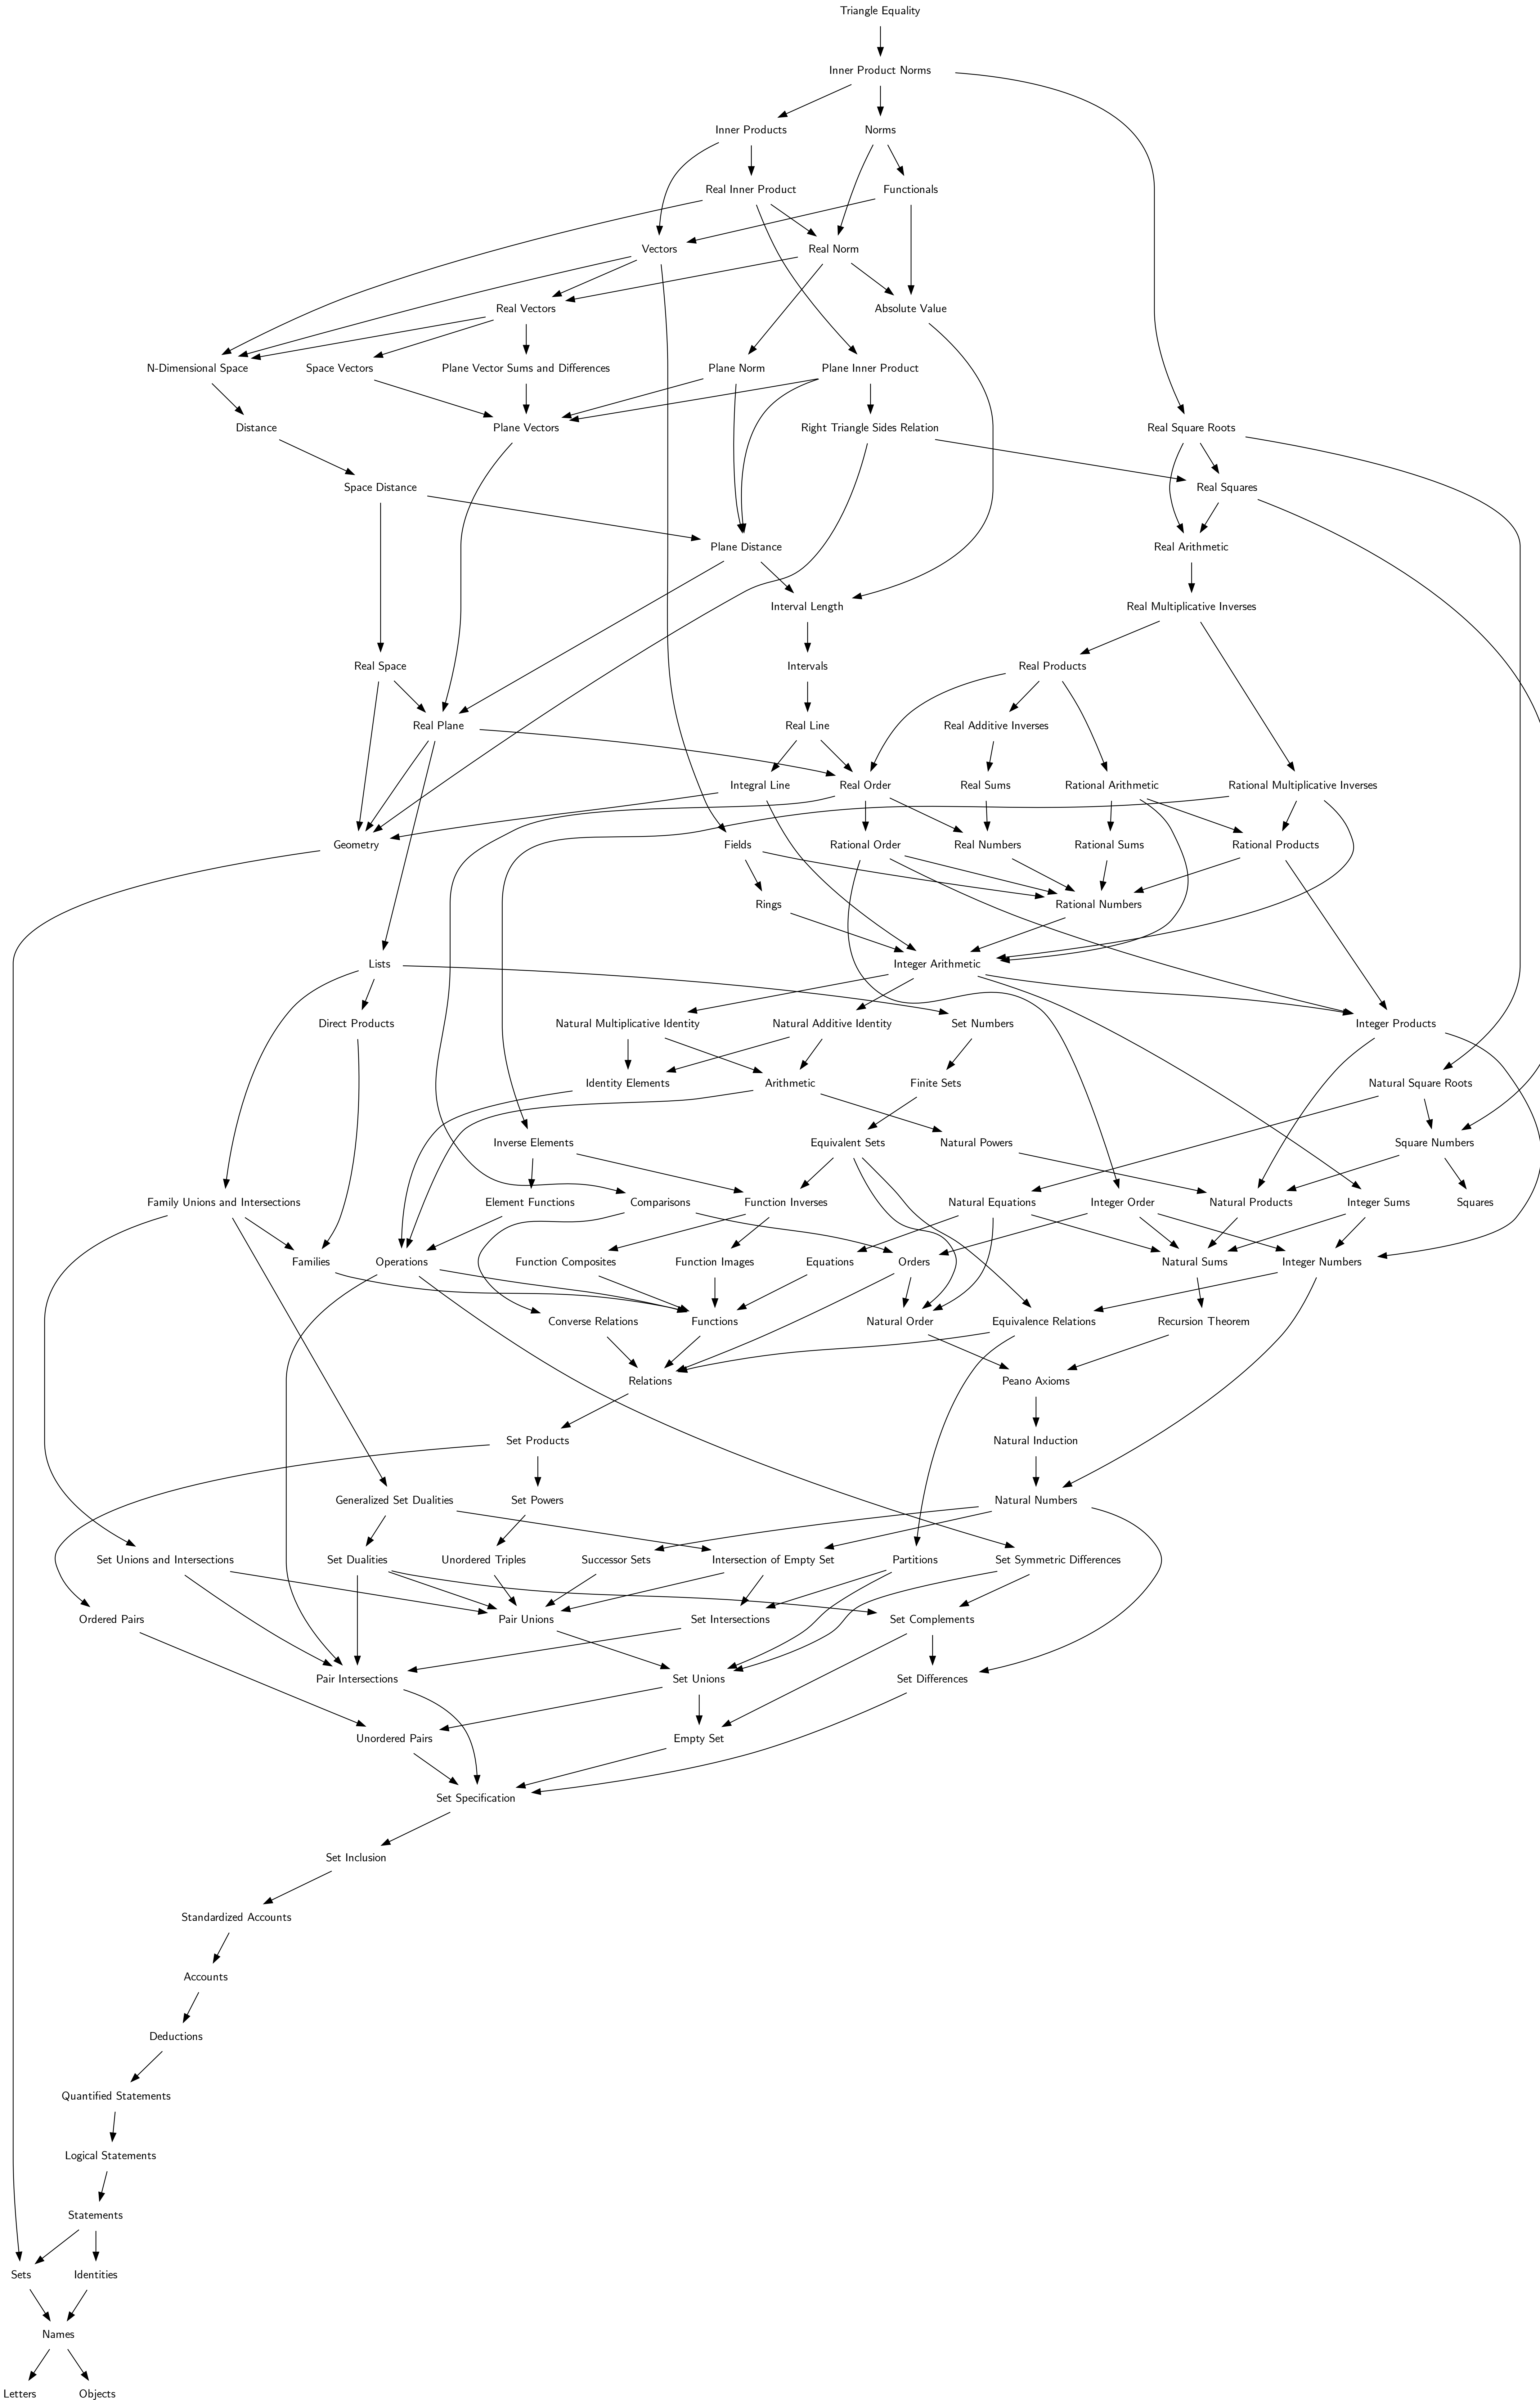 Triangle Equality
Inner Product Norms
Inner Products
Norms
Real Inner Product
Functionals
Vectors
Real Norm
Real Vectors
Absolute Value
N-Dimensional Space
Space Vectors
Plane Vector Sums and Differences
Plane Norm
Plane Inner Product
Distance
Plane Vectors
Right Triangle Sides Relation
Real Square Roots
Space Distance
Real Squares
Plane Distance
Real Arithmetic
Interval Length
Real Multiplicative Inverses
Real Space
Intervals
Real Products
Real Plane
Real Line
Real Additive Inverses
Integral Line
Real Order
Real Sums
Rational Arithmetic
Rational Multiplicative Inverses
Geometry
Fields
Rational Order
Real Numbers
Rational Sums
Rational Products
Rings
Rational Numbers
Lists
Integer Arithmetic
Direct Products
Natural Multiplicative Identity
Natural Additive Identity
Set Numbers
Integer Products
Identity Elements
Arithmetic
Finite Sets
Natural Square Roots
Inverse Elements
Equivalent Sets
Natural Powers
Square Numbers
Family Unions and Intersections
Element Functions
Comparisons
Function Inverses
Natural Equations
Integer Order
Natural Products
Integer Sums
Squares
Families
Operations
Function Composites
Function Images
Equations
Orders
Natural Sums
Integer Numbers
Converse Relations
Functions
Natural Order
Equivalence Relations
Recursion Theorem
Relations
Peano Axioms
Set Products
Natural Induction
Generalized Set Dualities
Set Powers
Natural Numbers
Set Unions and Intersections
Set Dualities
Unordered Triples
Successor Sets
Intersection of Empty Set
Partitions
Set Symmetric Differences
Ordered Pairs
Pair Unions
Set Intersections
Set Complements
Pair Intersections
Set Unions
Set Differences
Unordered Pairs
Empty Set
Set Specification
Set Inclusion
Standardized Accounts
Accounts
Deductions
Quantified Statements
Logical Statements
Statements
Sets
Identities
Names
Letters
Objects